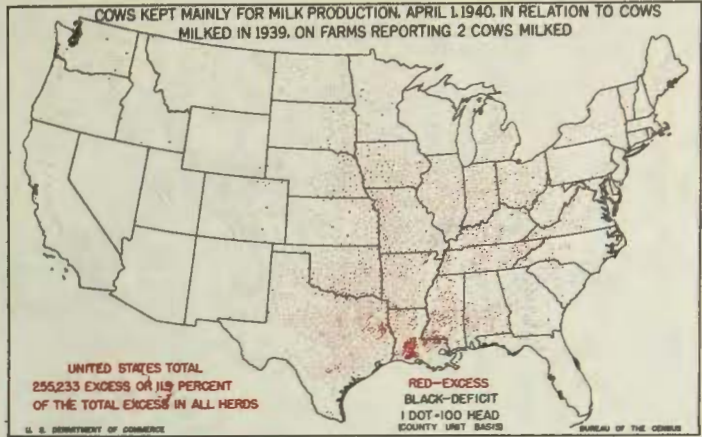 COWS KEPT MAINLY FOR MILK PRODUCTION, APRIL 1, 1940, IN RELATION TO COWS
MILKED IN 1939, ON FARMS REPORTING 2 COWS MILKED
UNITED STATES TOTAL
255,233 EXCESS OR 11.9 PERCENT
OF THE TOTAL EXCESS IN ALL HERDS
RED-EXCESS
BLACK-DEFICIT
1 DOT=100 HEAD
(COUNTY UNIT BASIS)
U. S. DEPARTMENT OF COMMERCE
BUREAU OF THE CENSUS